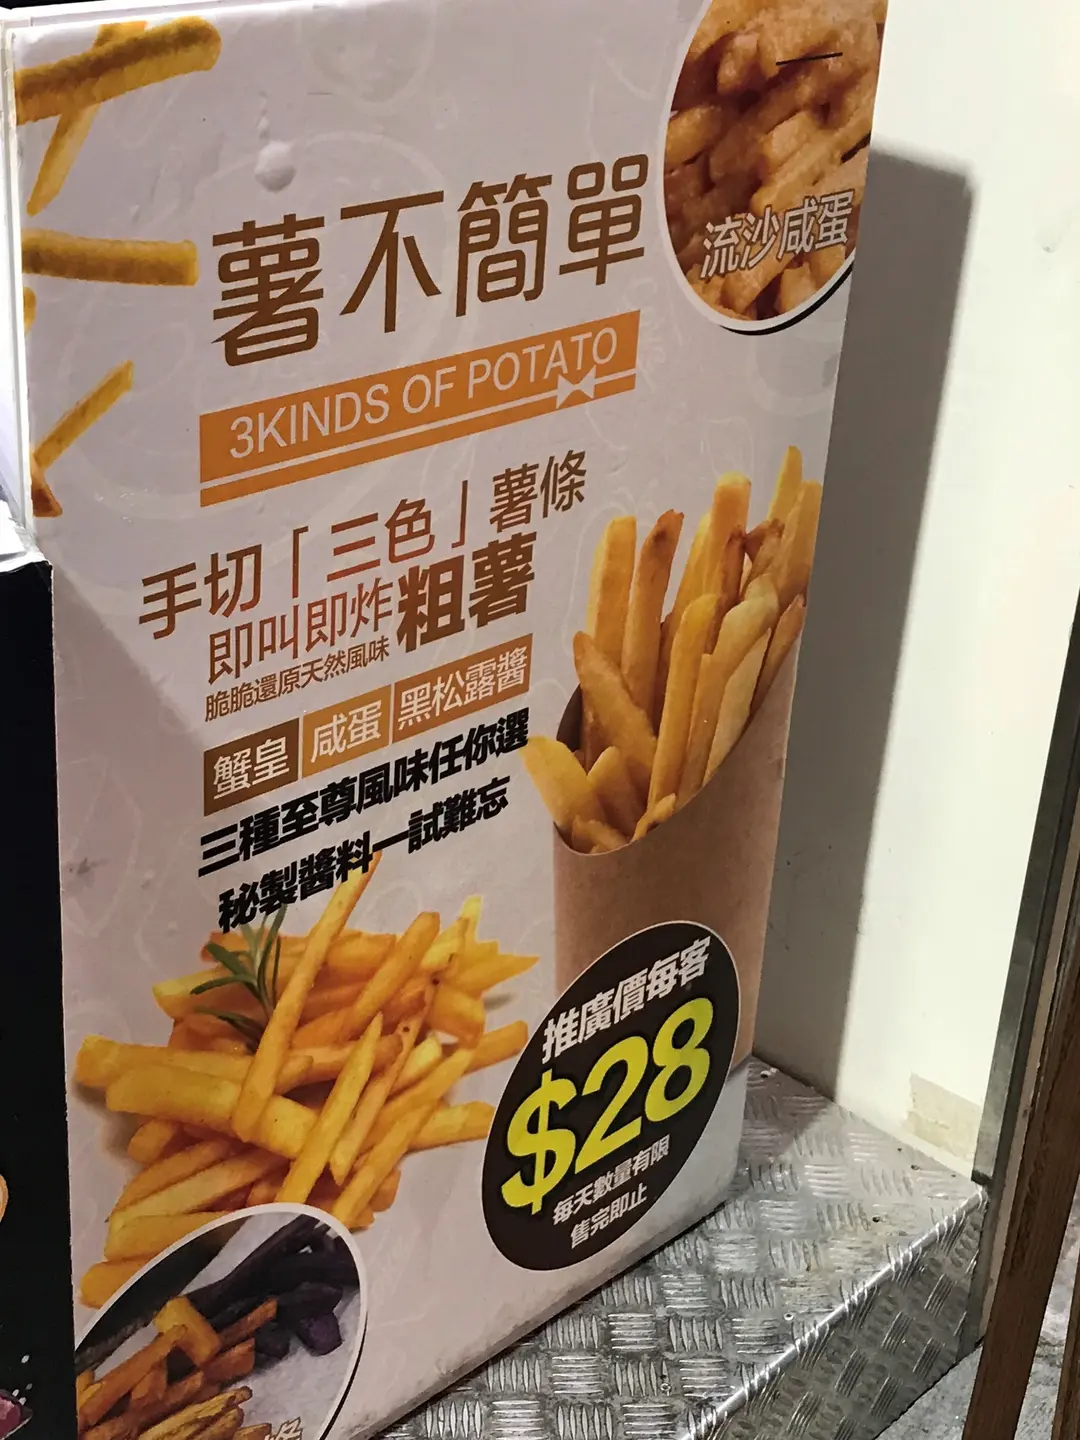 薯不簡單
流沙咸蛋
3KINDS OF POTATO
手切「三色」薯條
即叫即炸粗薯
脆脆還原天然風味
蟹皇 咸蛋 黑松露醬
三種至尊風味任你選
秘製醬料一試難忘
推廣價每客
$28
每天數量有限
售完即止